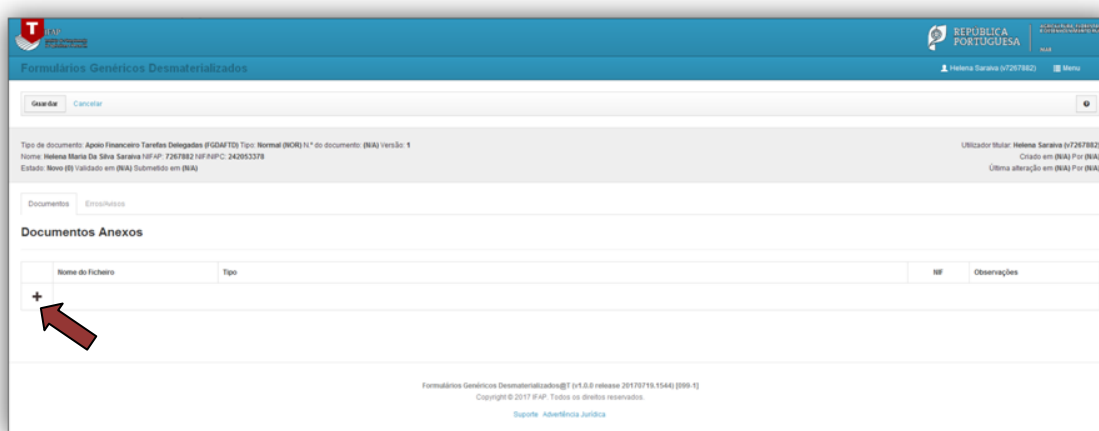 T
IFAP
REPÚBLICA
PORTUGUESA
MAR
Formulários Genéricos Desmaterializados
Helena Saraiva (v7267882) Menu
Guardar Cancelar
Tipo de documento: Apoio Financeiro Tarefas Delegadas (FGDAFTD) Tipo: Normal (NOR) N.º do documento: (N/A) Versão: 1
Utilizador titular: Helena Saraiva (v7267882)
Nome: Helena Maria Da Silva Saraiva NIFAP: 7267882 NIF/NIPC: 242053378
Criado em (N/A) Por (N/A)
Estado: Novo (0) Validado em (N/A) Submetido em (N/A)
Última alteração em (N/A) Por (N/A)
Documentos Erros/Avisos
Documentos Anexos
Nome do Ficheiro Tipo NIF Observações
Formulários Genéricos Desmaterializados@T (v1.0.0 release 20170719.1544) [099-1]
Copyright © 2017 IFAP. Todos os direitos reservados.
Suporte Advertência Jurídica